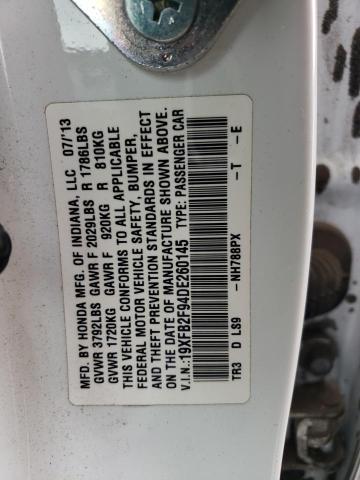 MFD. BY HONDA MFG. OF INDIANA, LLC 07/13
GVWR 3792LBS GAWR F 2029LBS R 1786LBS
GVWR 1720KG GAWR F 920KG R 810KG
THIS VEHICLE CONFORMS TO ALL APPLICABLE
FEDERAL MOTOR VEHICLE SAFETY, BUMPER,
AND THEFT PREVENTION STANDARDS IN EFFECT
ON THE DATE OF MANUFACTURE SHOWN ABOVE.
V.I.N.:19XFB2F94DE260145 TYPE: PASSENGER CAR
-NH788PX -T -E
TR3 D LS9